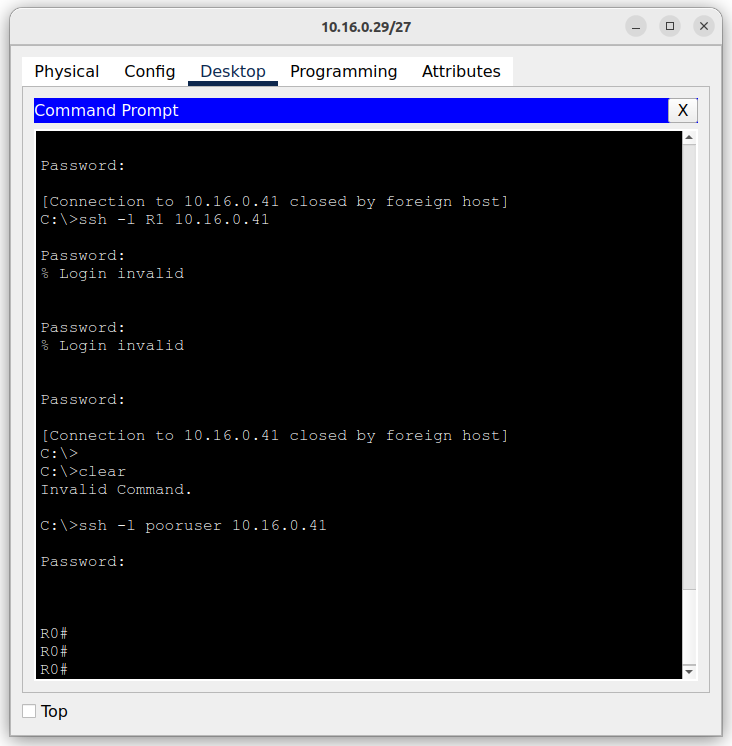 10.16.0.29/27
Physical Config Desktop Programming Attributes
Command Prompt X
Password:
[Connection to 10.16.0.41 closed by foreign host]
C:\>ssh -l R1 10.16.0.41
Password:
% Login invalid
Password:
% Login invalid
Password:
[Connection to 10.16.0.41 closed by foreign host]
C:\>
C:\>clear
Invalid Command.
C:\>ssh -l pooruser 10.16.0.41
Password:
R0#
R0#
R0#
Top